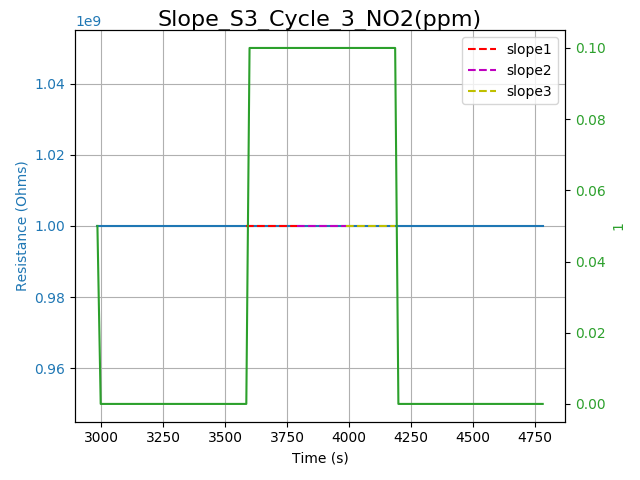 Slope_S3_Cycle_3_NO2(ppm)
1e9
slope1
slope2
slope3
1.04
1.02
1.00
0.98
0.96
Resistance (Ohms)
0.10
0.08
0.06
0.04
0.02
0.00
1
3000 3250 3500 3750 4000 4250 4500 4750
Time (s)